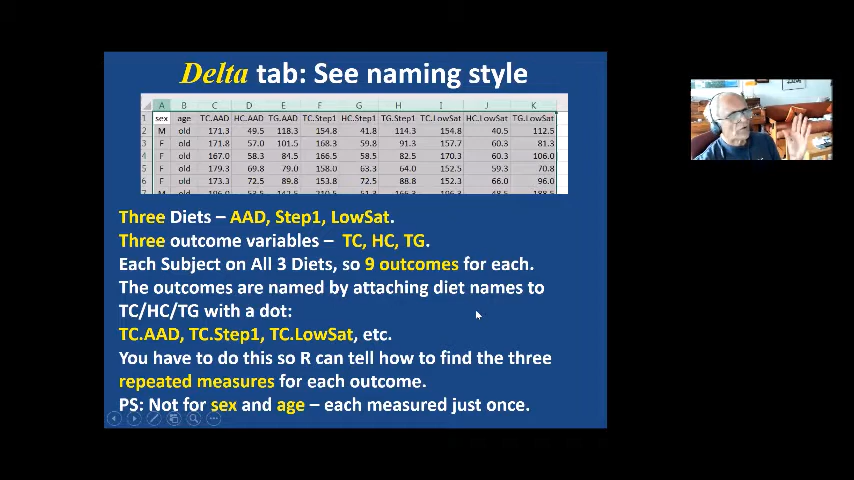 Delta tab: See naming style
A B C D E F G H I J K
1 sex age TC.AAD HC.AAD TG.AAD TC.Step1 HC.Step1 TG.Step1 TC.LowSat HC.LowSat TG.LowSat
2 M old 171.3 49.5 118.3 154.8 41.8 114.3 154.8 40.5 112.5
3 F old 171.8 57.0 101.5 168.3 59.8 91.3 157.7 60.3 81.3
4 F old 167.0 58.3 84.5 166.5 58.5 82.5 170.3 60.3 106.0
5 F old 179.3 69.8 79.0 158.0 63.3 64.0 152.5 59.3 70.8
6 F old 173.3 72.5 89.8 153.8 72.5 88.8 152.3 66.0 96.0
7 M old
Three Diets – AAD, Step1, LowSat.
Three outcome variables – TC, HC, TG.
Each Subject on All 3 Diets, so 9 outcomes for each.
The outcomes are named by attaching diet names to
TC/HC/TG with a dot:
TC.AAD, TC.Step1, TC.LowSat, etc.
You have to do this so R can tell how to find the three
repeated measures for each outcome.
PS: Not for sex and age – each measured just once.